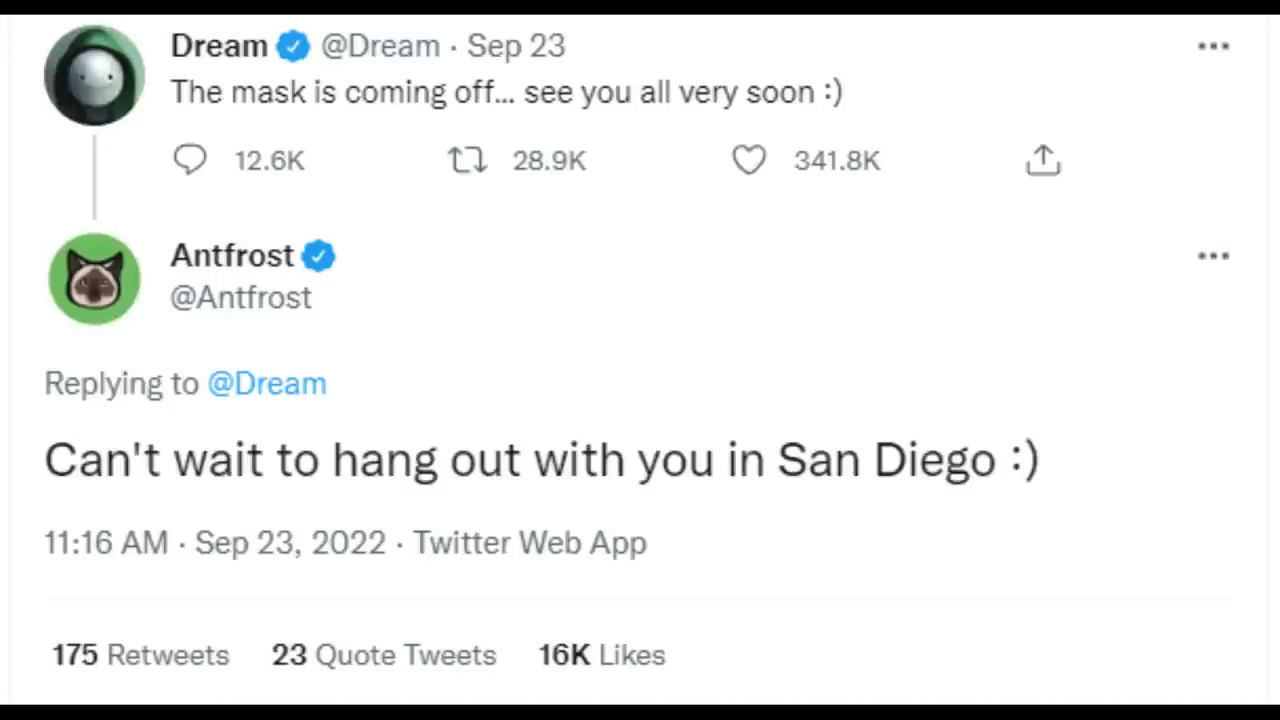 Dream @Dream · Sep 23
The mask is coming off... see you all very soon :)
12.6K 28.9K 341.8K
Antfrost
@Antfrost
Replying to @Dream
Can't wait to hang out with you in San Diego :)
11:16 AM · Sep 23, 2022 · Twitter Web App
175 Retweets 23 Quote Tweets 16K Likes